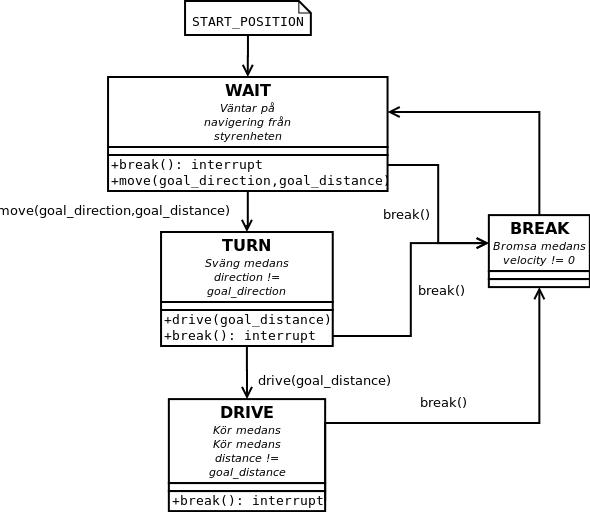 START_POSITION
WAIT
Väntar på
navigering från
styrenheten
+break(): interrupt
+move(goal_direction,goal_distance)
move(goal_direction,goal_distance)
break()
BREAK
Bromsa medans
velocity != 0
TURN
Sväng medans
direction !=
goal_direction
+drive(goal_distance)
+break(): interrupt
break()
drive(goal_distance)
break()
DRIVE
Kör medans
Kör medans
distance !=
goal_distance
+break(): interrupt